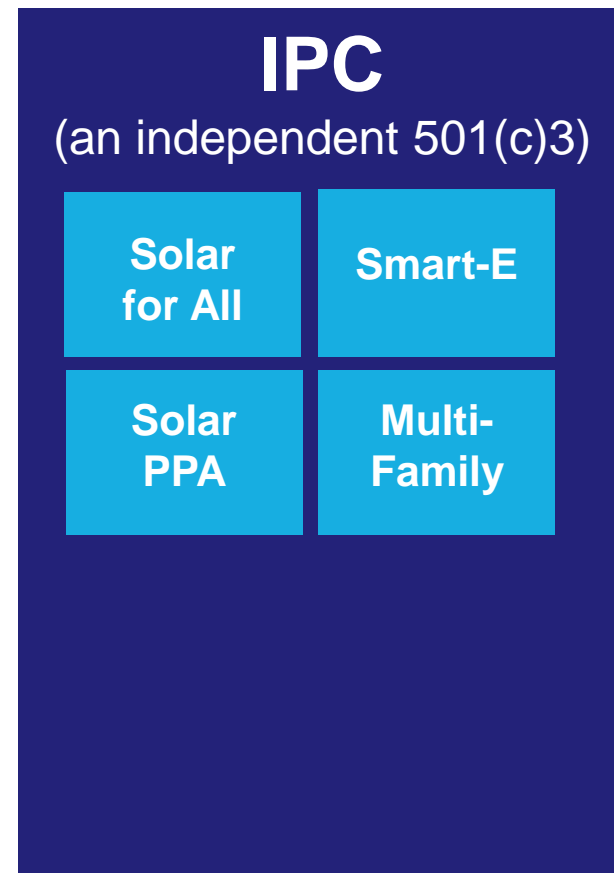 IPC
(an independent 501(c)3)
Solar
for All
Smart-E
Solar
PPA
Multi-
Family